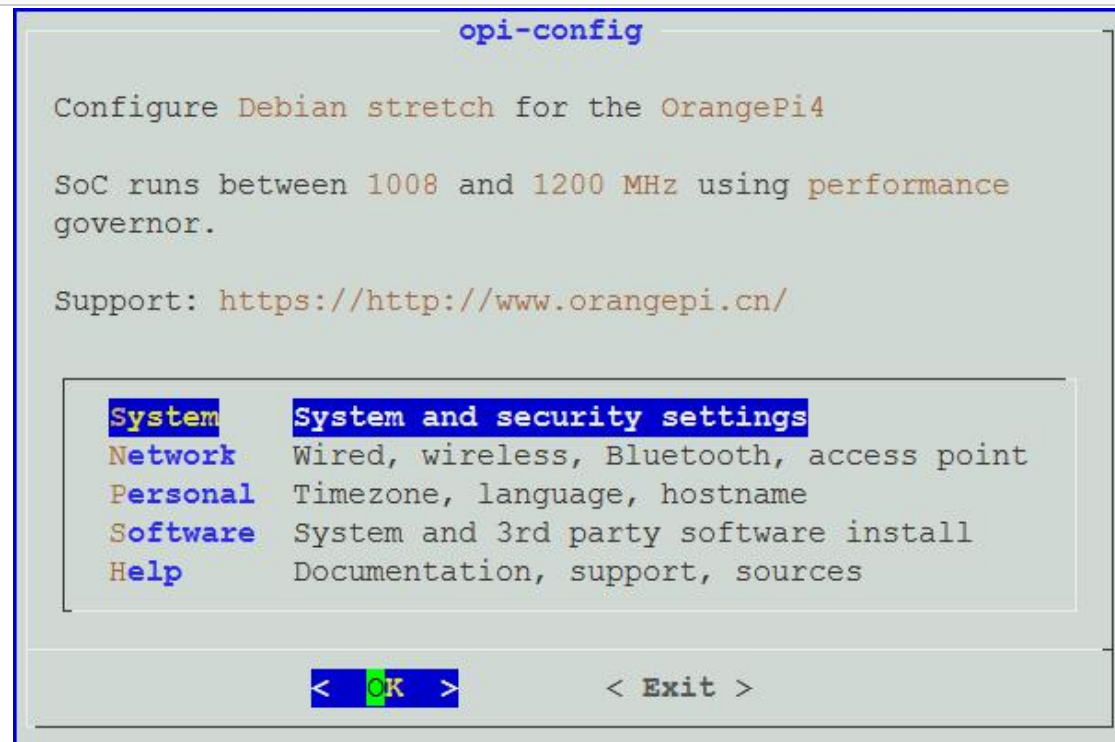 opi-config
Configure Debian stretch for the OrangePi4
SoC runs between 1008 and 1200 MHz using performance
governor.
Support: https://http://www.orangepi.cn/
System System and security settings
Network Wired, wireless, Bluetooth, access point
Personal Timezone, language, hostname
Software System and 3rd party software install
Help Documentation, support, sources
< OK > < Exit >